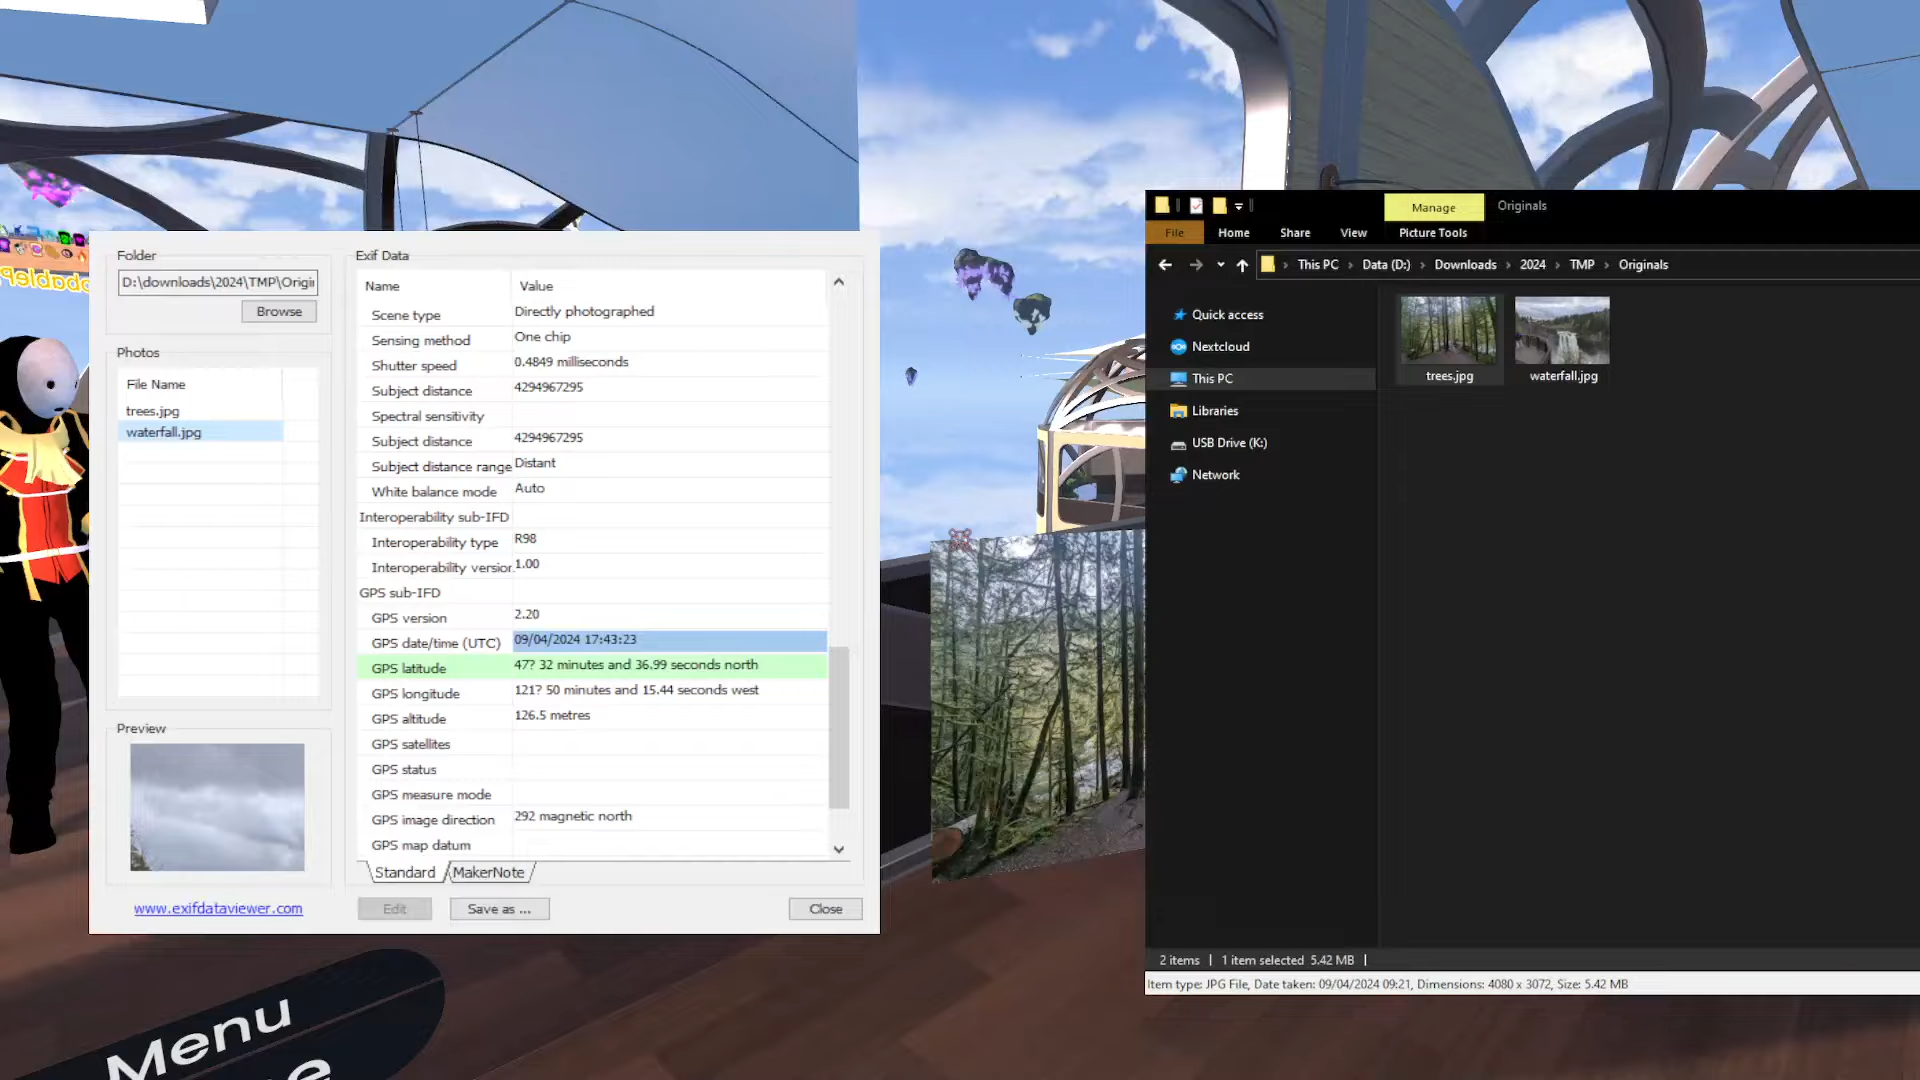 Folder
D:\downloads\2024\TMP\Origin
Browse
Photos
File Name
trees.jpg
waterfall.jpg
Preview
www.exifdataviewer.com
Exif Data
Name Value
Scene type Directly photographed
Sensing method One chip
Shutter speed 0.4849 milliseconds
Subject distance 4294967295
Spectral sensitivity
Subject distance 4294967295
Subject distance range Distant
White balance mode Auto
Interoperability sub-IFD
Interoperability type R98
Interoperability version 1.00
GPS sub-IFD
GPS version 2.20
GPS date/time (UTC) 09/04/2024 17:43:23
GPS latitude 47? 32 minutes and 36.99 seconds north
GPS longitude 121? 50 minutes and 15.44 seconds west
GPS altitude 126.5 metres
GPS satellites
GPS status
GPS measure mode
GPS image direction 292 magnetic north
GPS map datum
Standard MakerNote
Edit Save as ... Close
Menu
Manage Originals
File Home Share View Picture Tools
This PC > Data (D:) > Downloads > 2024 > TMP > Originals
Quick access
Nextcloud
This PC
Libraries
USB Drive (K:)
Network
trees.jpg waterfall.jpg
2 items | 1 item selected 5.42 MB |
Item type: JPG File, Date taken: 09/04/2024 09:21, Dimensions: 4080 x 3072, Size: 5.42 MB